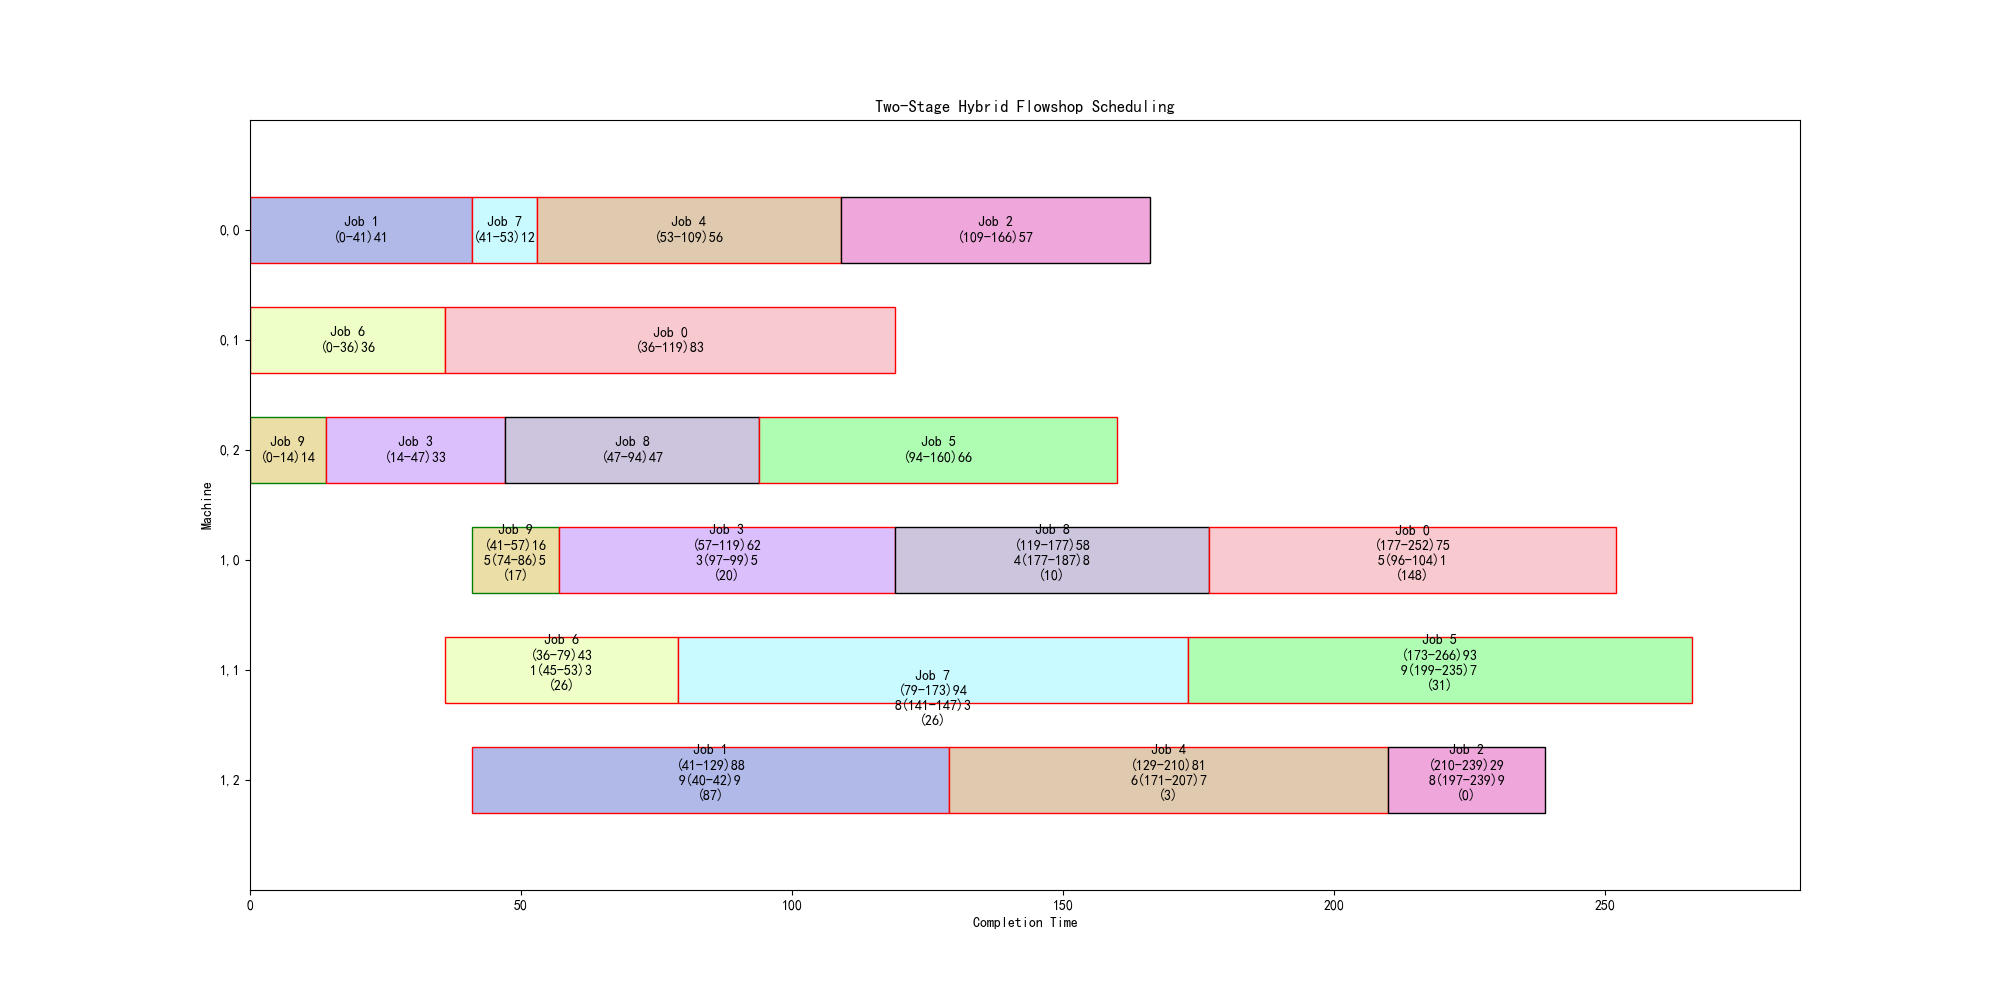 Two-Stage Hybrid Flowshop Scheduling
0,0
Job 1
(0-41)41
Job 7
(41-53)12
Job 4
(53-109)56
Job 2
(109-166)57
0,1
Job 6
(0-36)36
Job 0
(36-119)83
0,2
Job 9
(0-14)14
Job 3
(14-47)33
Job 8
(47-94)47
Job 5
(94-160)66
Machine
1,0
Job 9
(41-57)16
5(74-86)5
(17)
Job 3
(57-119)62
3(97-99)5
(20)
Job 8
(119-177)58
4(177-187)8
(10)
Job 0
(177-252)75
5(96-104)1
(148)
1,1
Job 6
(36-79)43
1(45-53)3
(26)
Job 7
(79-173)94
8(141-147)3
(26)
Job 5
(173-266)93
9(199-235)7
(31)
1,2
Job 1
(41-129)88
9(40-42)9
(87)
Job 4
(129-210)81
6(171-207)7
(3)
Job 2
(210-239)29
8(197-239)9
(0)
0
50
100
150
200
250
Completion Time